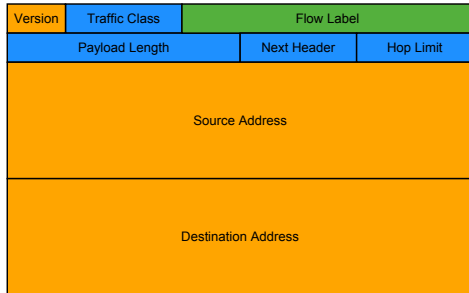 Version Traffic Class Flow Label
Payload Length Next Header Hop Limit
Source Address
Destination Address